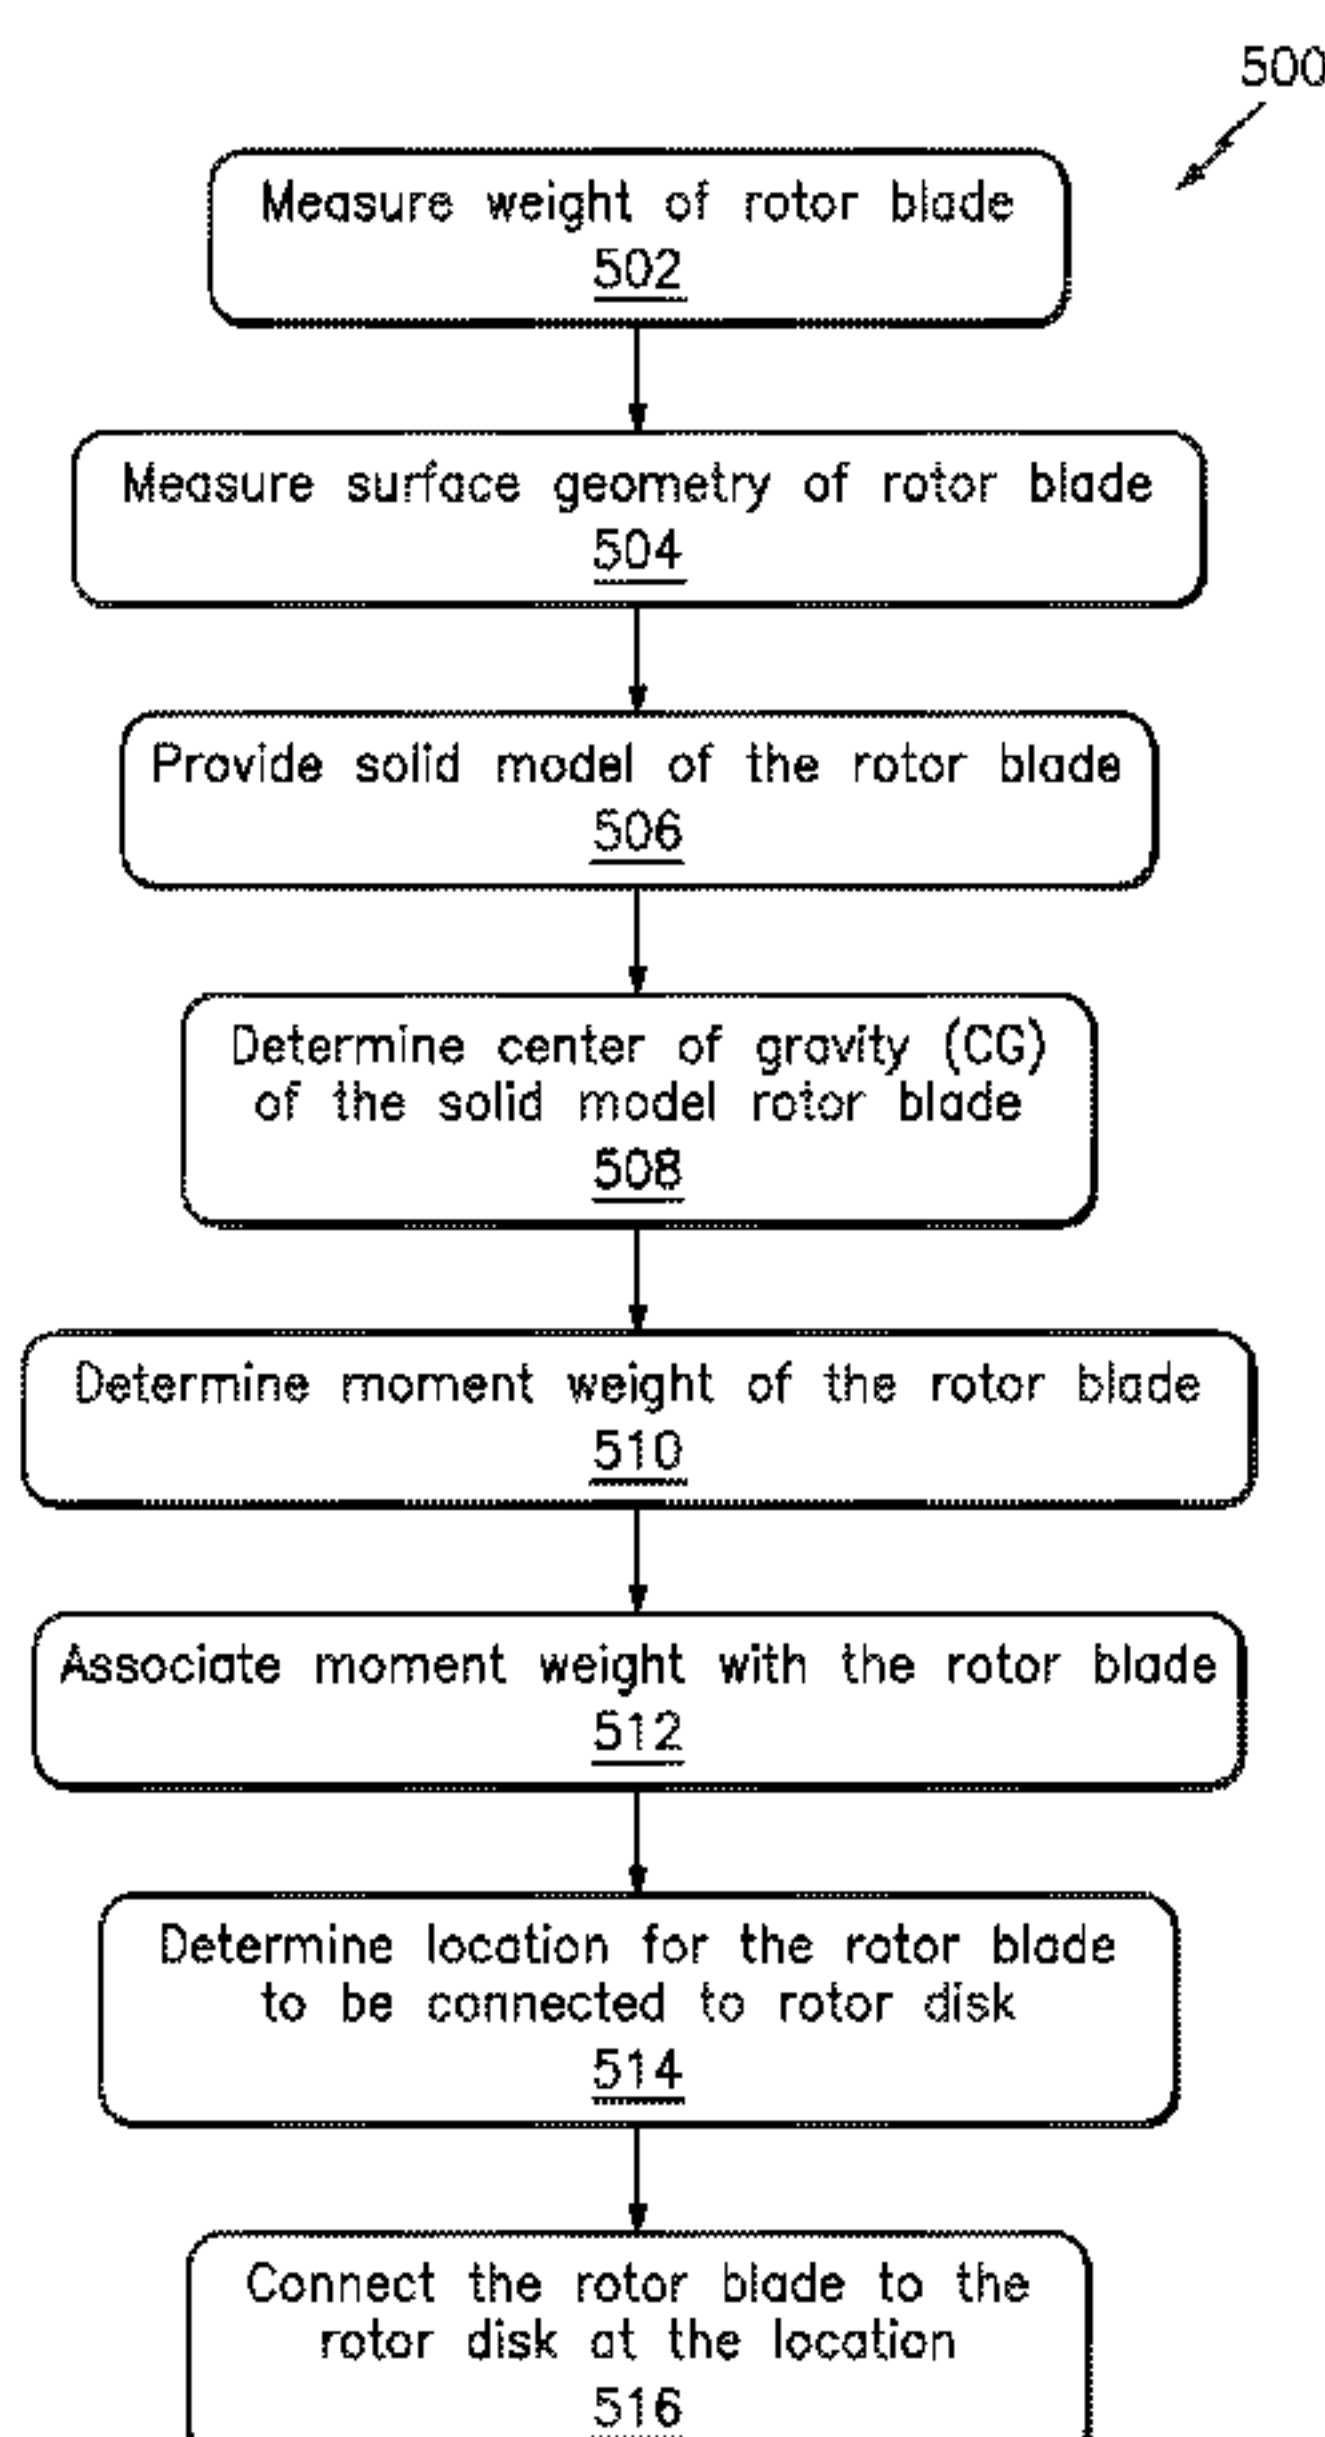 500
Measure weight of rotor blade
502
Measure surface geometry of rotor blade
504
Provide solid model of the rotor blade
506
Determine center of gravity (CG)
of the solid model rotor blade
508
Determine moment weight of the rotor blade
510
Associate moment weight with the rotor blade
512
Determine location for the rotor blade
to be connected to rotor disk
514
Connect the rotor blade to the
rotor disk at the location
516